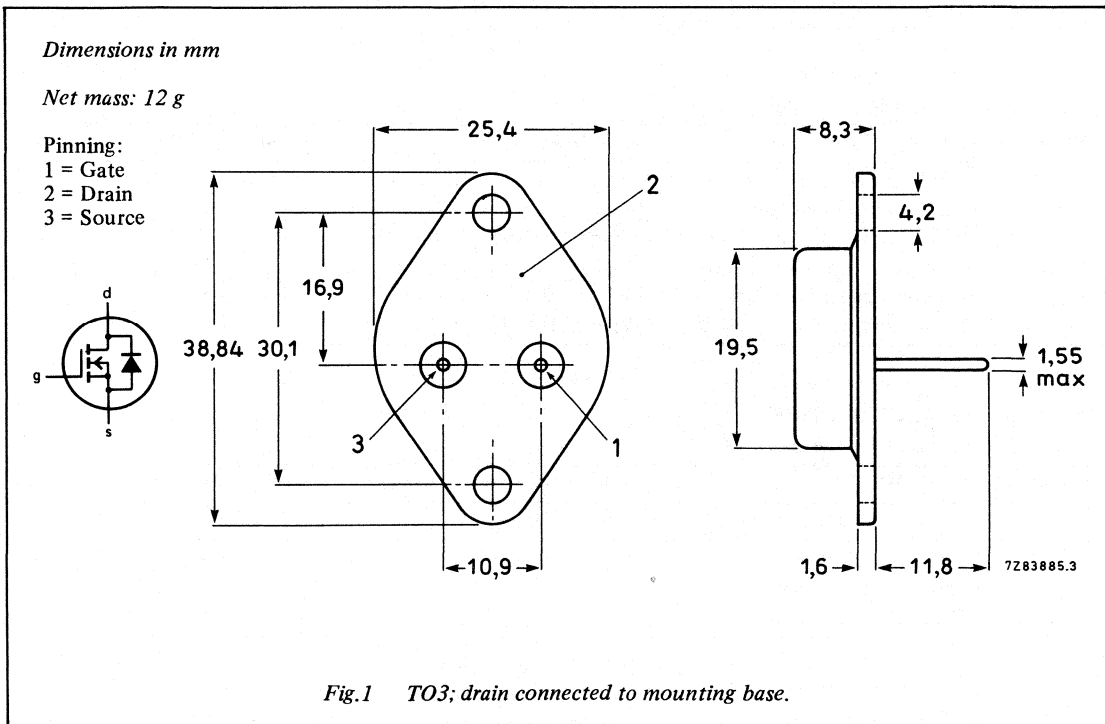 Dimensions in mm
Net mass: 12 g
Pinning:
1 = Gate
2 = Drain
3 = Source
d
g
s
25,4
2
38,84
30,1
16,9
3
1
10,9
8,3
4,2
19,5
1,55
max
1,6
11,8
7Z83885.3
Fig.1 TO3; drain connected to mounting base.